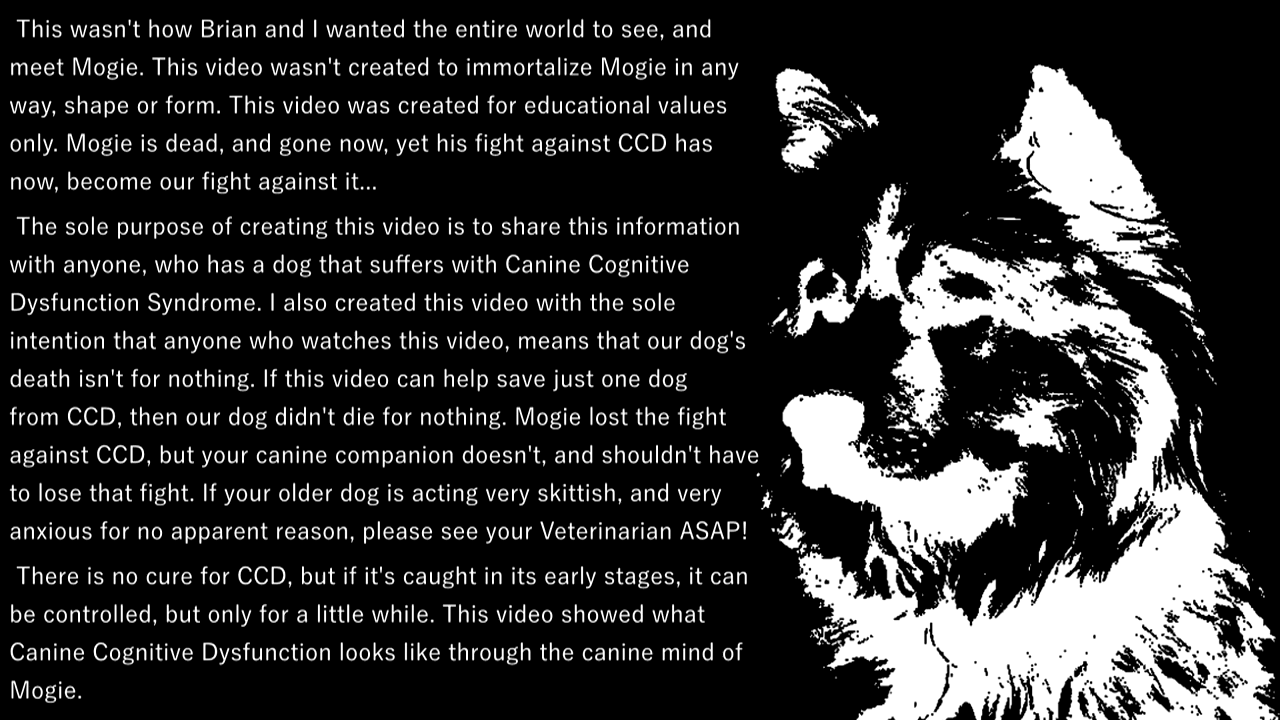 This wasn't how Brian and I wanted the entire world to see, and
meet Mogie. This video wasn't created to immortalize Mogie in any
way, shape or form. This video was created for educational values
only. Mogie is dead, and gone now, yet his fight against CCD has
now, become our fight against it...
The sole purpose of creating this video is to share this information
with anyone, who has a dog that suffers with Canine Cognitive
Dysfunction Syndrome. I also created this video with the sole
intention that anyone who watches this video, means that our dog's
death isn't for nothing. If this video can help save just one dog
from CCD, then our dog didn't die for nothing. Mogie lost the fight
against CCD, but your canine companion doesn't, and shouldn't have
to lose that fight. If your older dog is acting very skittish, and very
anxious for no apparent reason, please see your Veterinarian ASAP!
There is no cure for CCD, but if it's caught in its early stages, it can
be controlled, but only for a little while. This video showed what
Canine Cognitive Dysfunction looks like through the canine mind of
Mogie.